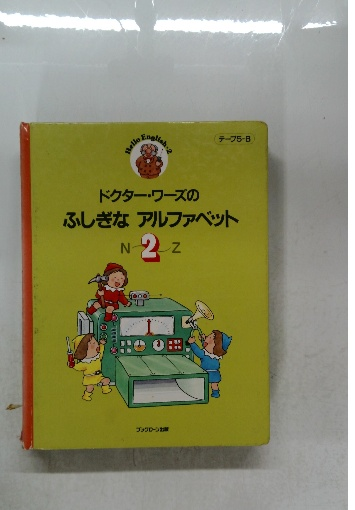 Hello English・2
テープ5-B
ドクター・ワーズの
ふしぎな アルファベット
N 2 Z
ブックローン出版